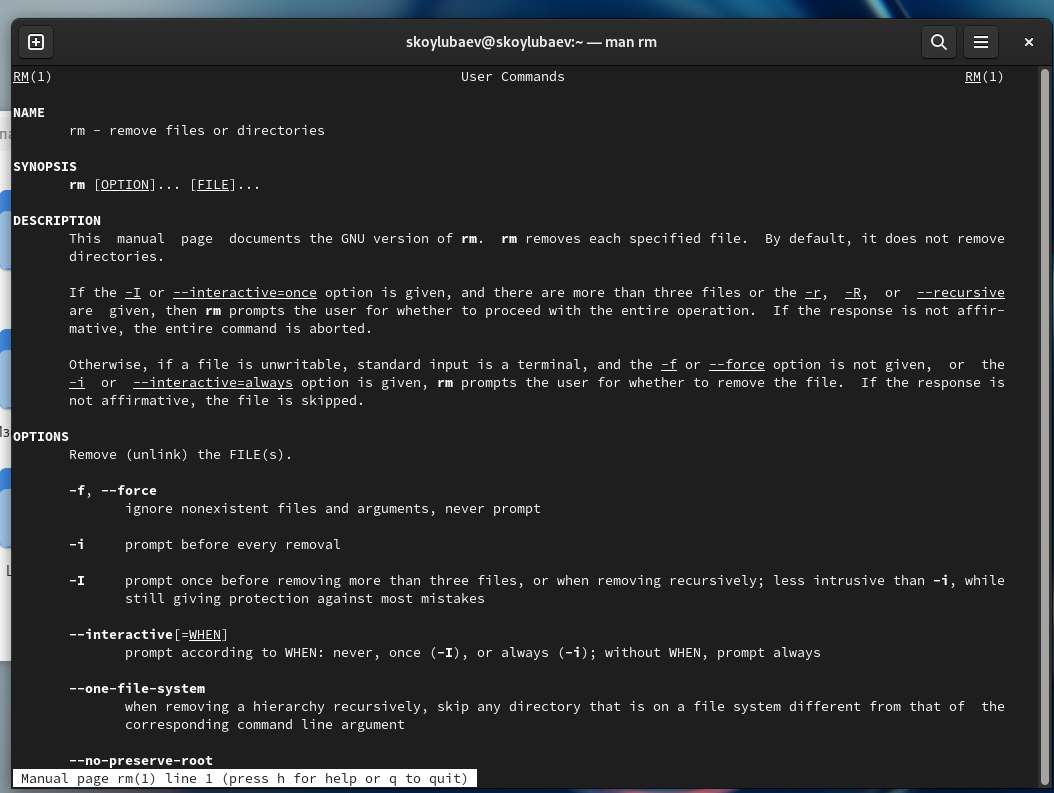 skoylubaev@skoylubaev:~ — man rm
RM(1) User Commands RM(1)
NAME
rm - remove files or directories
SYNOPSIS
rm [OPTION]... [FILE]...
DESCRIPTION
This manual page documents the GNU version of rm. rm removes each specified file. By default, it does not remove
directories.
If the -I or --interactive=once option is given, and there are more than three files or the -r, -R, or --recursive
are given, then rm prompts the user for whether to proceed with the entire operation. If the response is not affir-
mative, the entire command is aborted.
Otherwise, if a file is unwritable, standard input is a terminal, and the -f or --force option is not given, or the
-i or --interactive=always option is given, rm prompts the user for whether to remove the file. If the response is
not affirmative, the file is skipped.
OPTIONS
Remove (unlink) the FILE(s).
-f, --force
ignore nonexistent files and arguments, never prompt
-i prompt before every removal
-I prompt once before removing more than three files, or when removing recursively; less intrusive than -i, while
still giving protection against most mistakes
--interactive[=WHEN]
prompt according to WHEN: never, once (-I), or always (-i); without WHEN, prompt always
--one-file-system
when removing a hierarchy recursively, skip any directory that is on a file system different from that of the
corresponding command line argument
--no-preserve-root
Manual page rm(1) line 1 (press h for help or q to quit)